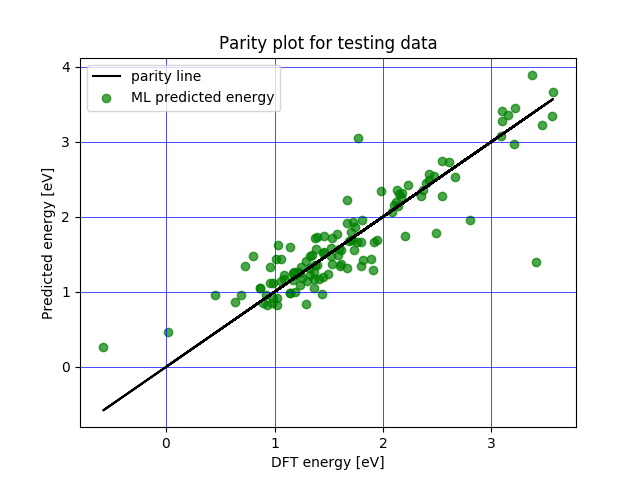 Parity plot for testing data
parity line
ML predicted energy
4
3
2
1
0
Predicted energy [eV]
0 1 2 3
DFT energy [eV]